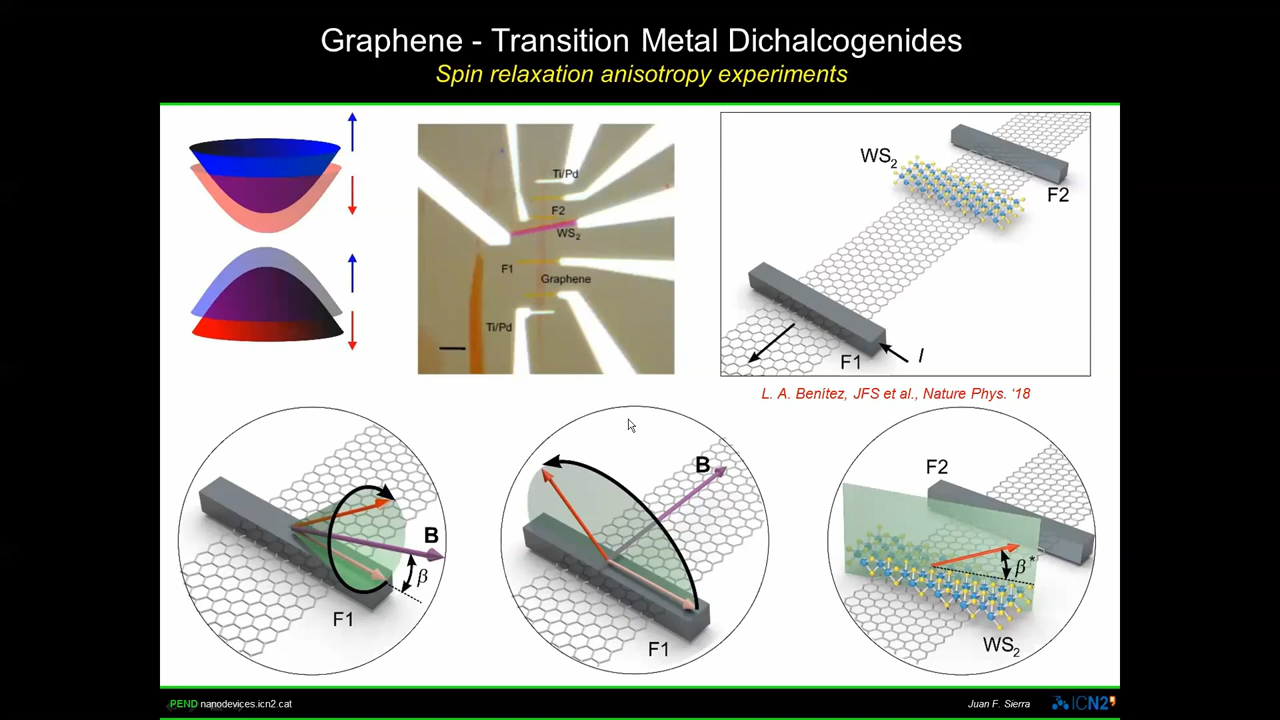 Graphene - Transition Metal Dichalcogenides
Spin relaxation anisotropy experiments
Ti/Pd
F2
WS2
F1
Graphene
Ti/Pd
WS2
F2
F1
I
L. A. Benítez, JFS et al., Nature Phys. ‘18
B
β
F1
B
F1
F2
β*
WS2
PEND nanodevices.icn2.cat
Juan F. Sierra
ICN2